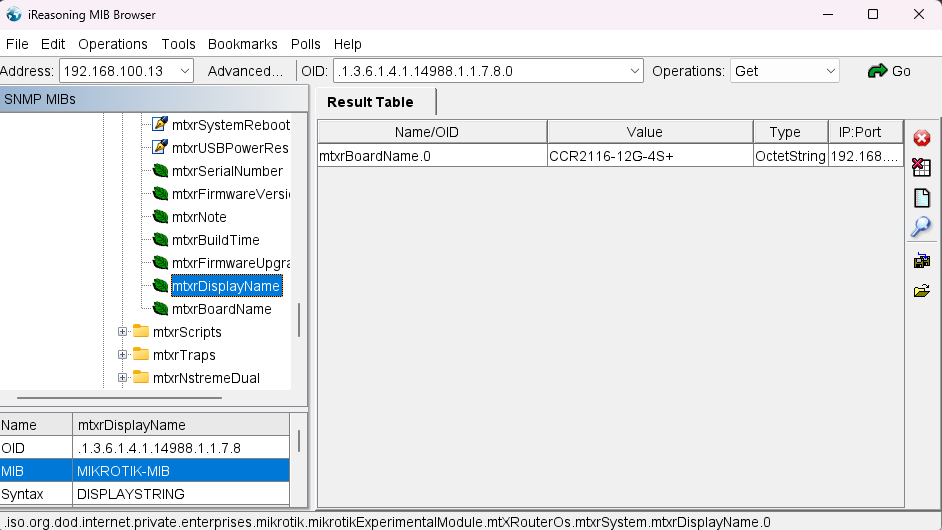 iReasoning MIB Browser
File Edit Operations Tools Bookmarks Polls Help
Address: 192.168.100.13 Advanced... OID: .1.3.6.1.4.1.14988.1.1.7.8.0 Operations: Get Go
SNMP MIBs
mtxrSystemReboot
mtxrUSBPowerRes
mtxrSerialNumber
mtxrFirmwareVersi
mtxrNote
mtxrBuildTime
mtxrFirmwareUpgra
mtxrDisplayName
mtxrBoardName
mtxrScripts
mtxrTraps
mtxrNstremeDual
Name mtxrDisplayName
OID .1.3.6.1.4.1.14988.1.1.7.8
MIB MIKROTIK-MIB
Syntax DISPLAYSTRING
Result Table
Name/OID Value Type IP:Port
mtxrBoardName.0 CCR2116-12G-4S+ OctetString 192.168....
.iso.org.dod.internet.private.enterprises.mikrotik.mikrotikExperimentalModule.mtXRouterOs.mtxrSystem.mtxrDisplayName.0